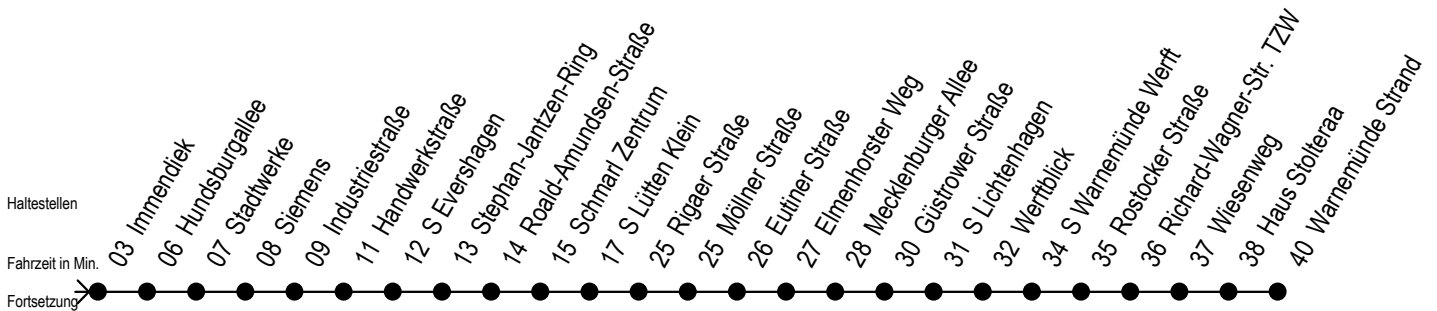 Haltestellen
Fahrzeit in Min.
Fortsetzung
03 Immendiek
06 Hundsburgallee
07 Stadtwerke
08 Siemens
09 Industriestraße
11 Handwerkstraße
12 S Evershagen
13 Stephan-Jantzen-Ring
14 Roald-Amundsen-Straße
15 Schmarl Zentrum
17 S Lütten Klein
25 Rigaer Straße
25 Möllner Straße
26 Eutiner Straße
27 Elmenhorster Weg
28 Mecklenburger Allee
30 Güstrower Straße
31 S Lichtenhagen
32 Werftblick
34 S Warnemünde Werft
35 Rostocker Straße
36 Richard-Wagner-Str. TZW
37 Wiesenweg
38 Haus Stolteraa
40 Warnemünde Strand